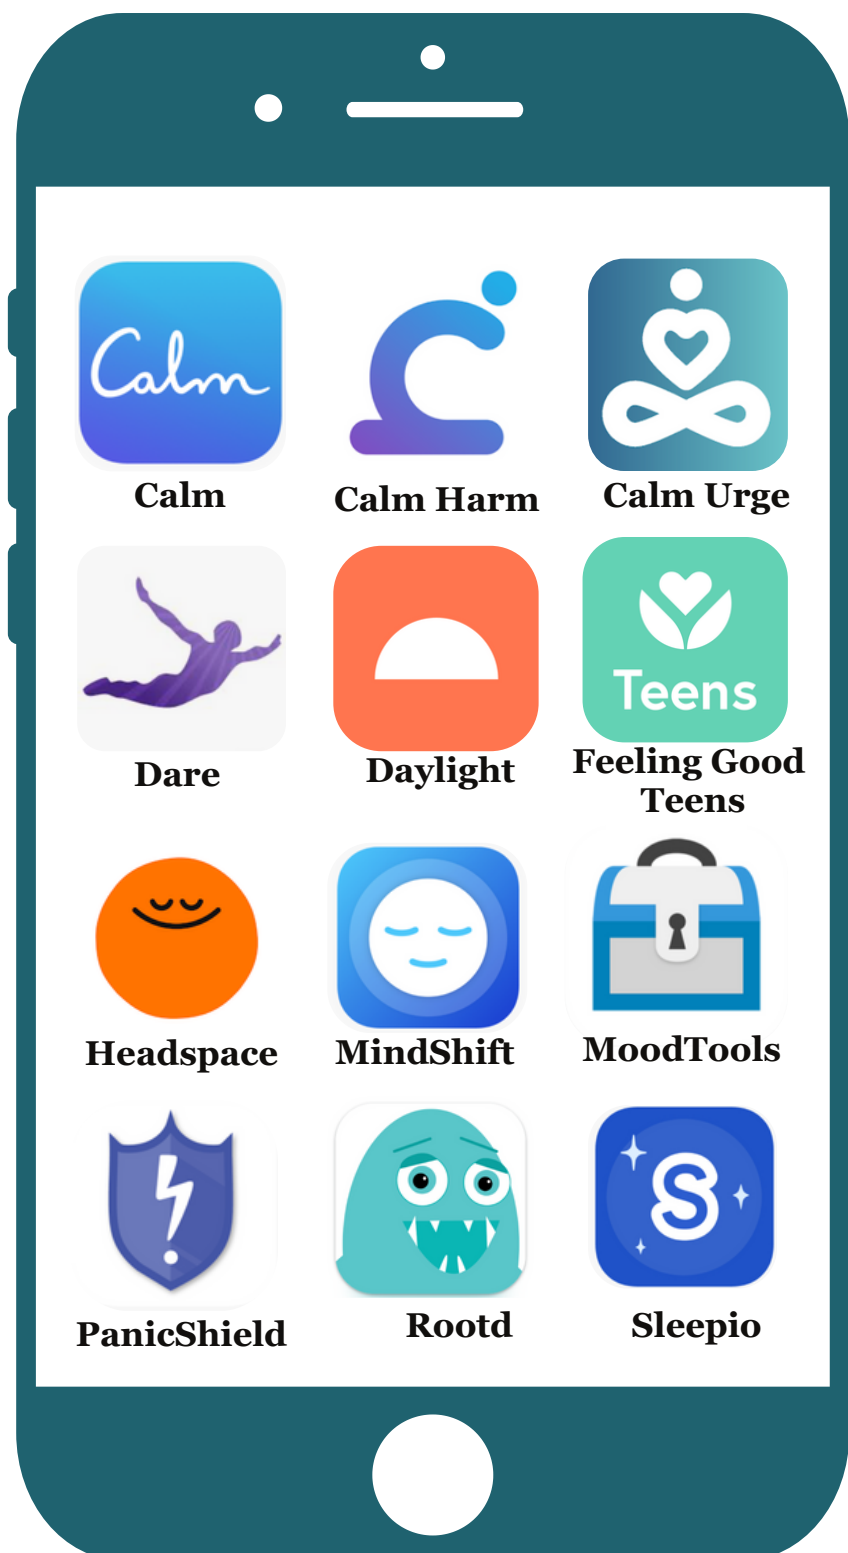 Calm
Calm
Calm Harm
Calm Urge
Teens
Dare
Daylight
Feeling Good
Teens
Headspace
MindShift
MoodTools
S
PanicShield
Rootd
Sleepio